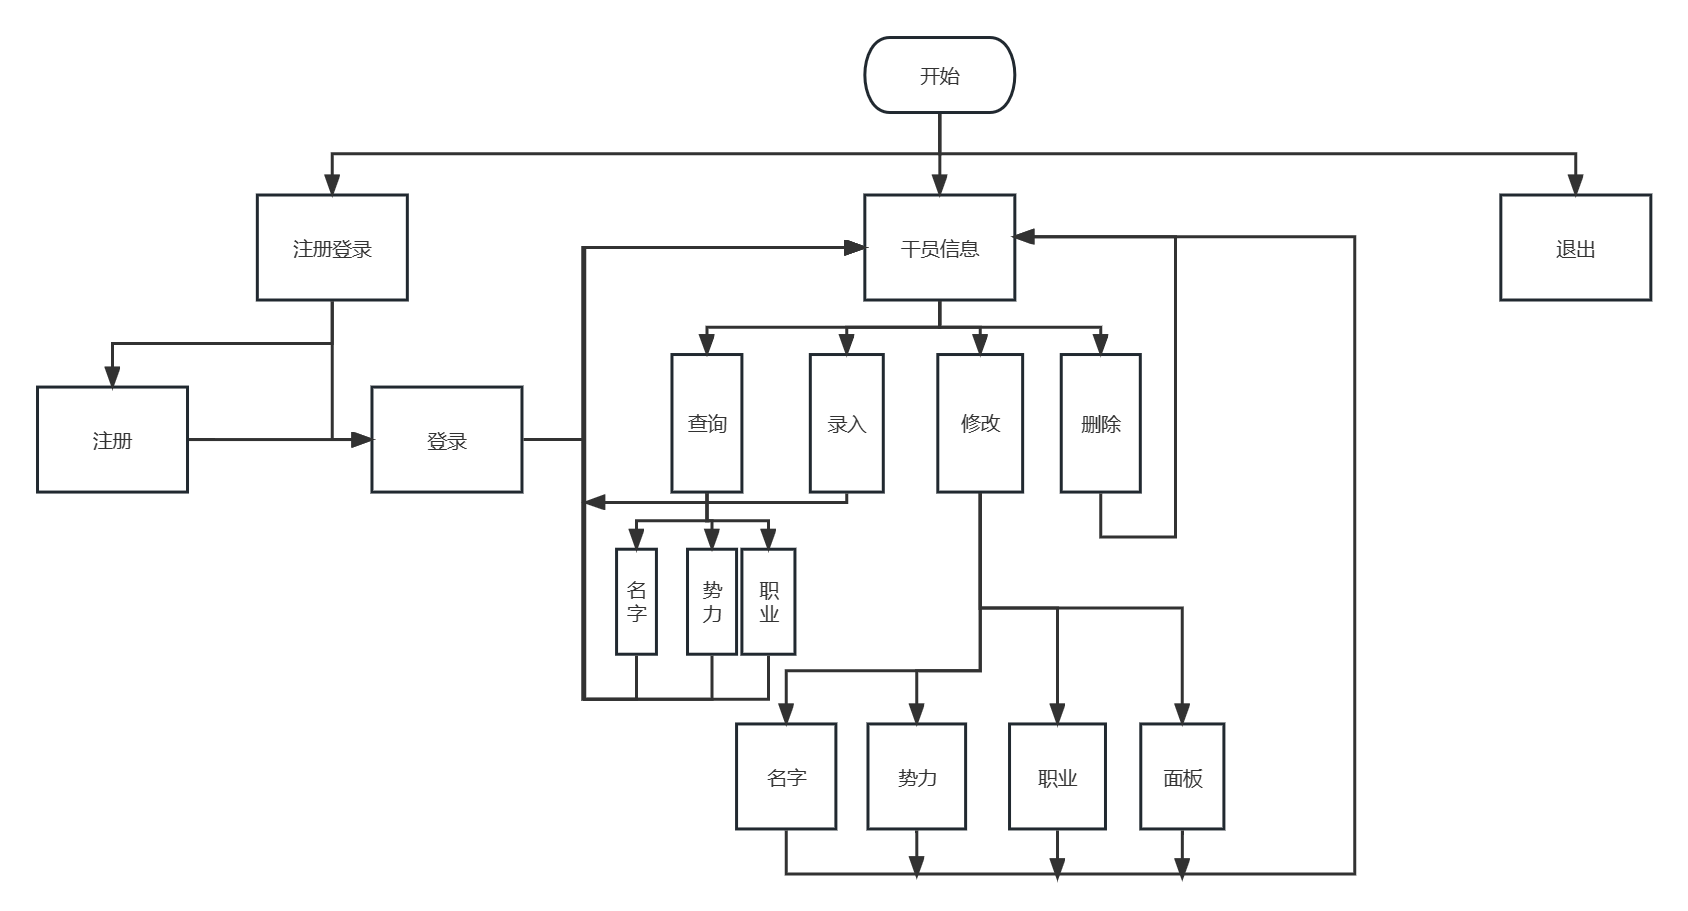 开始
注册登录
干员信息
退出
注册
登录
查询
录入
修改
删除
名
字
势
力
职
业
名字
势力
职业
面板